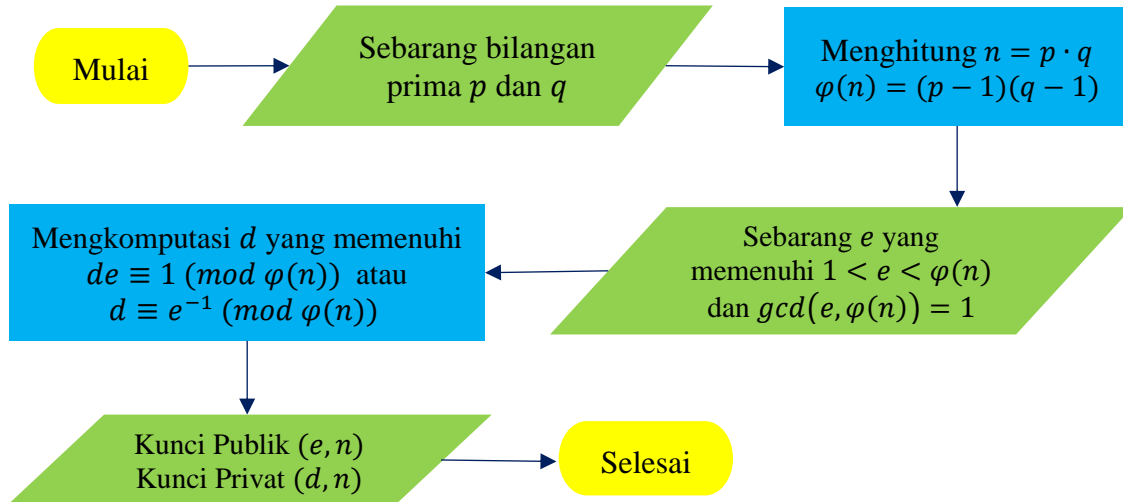 Mulai
Sebarang bilangan
prima p dan q
Menghitung n = p · q
φ(n) = (p − 1)(q − 1)
Sebarang e yang
memenuhi 1 < e < φ(n)
dan gcd(e, φ(n)) = 1
Mengkomputasi d yang memenuhi
de ≡ 1 (mod φ(n)) atau
d ≡ e⁻¹ (mod φ(n))
Kunci Publik (e, n)
Kunci Privat (d, n)
Selesai